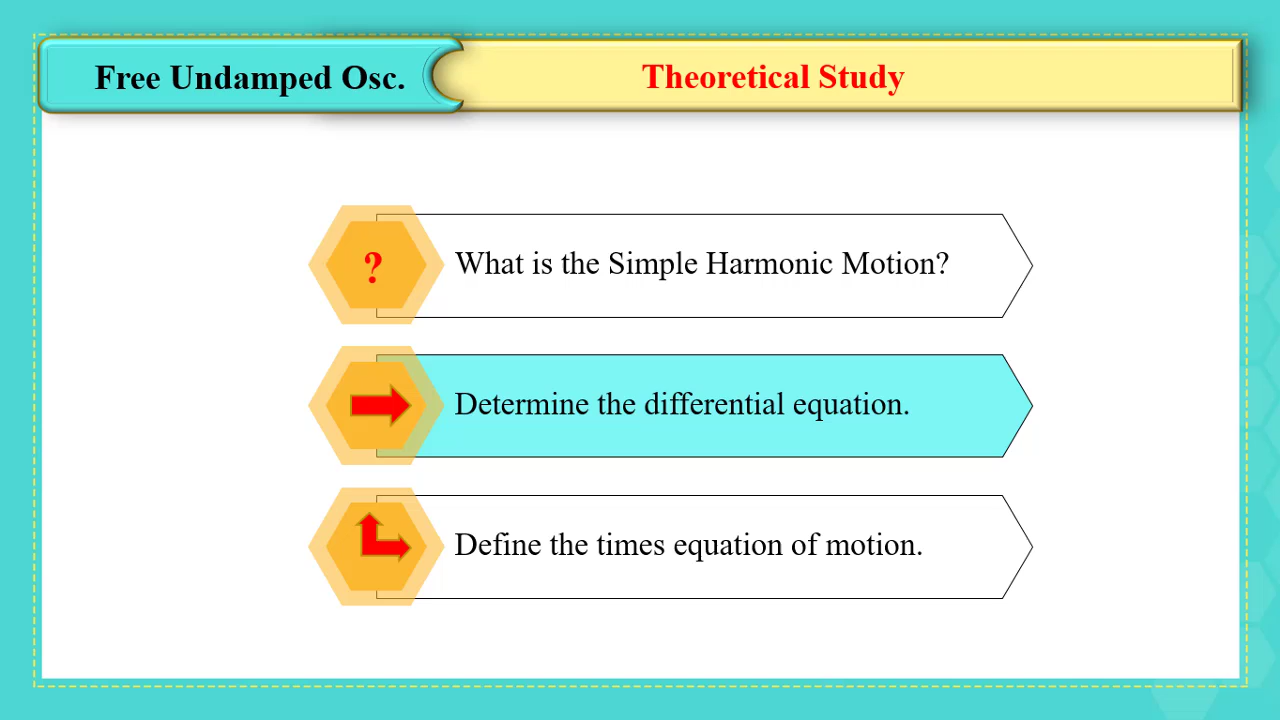 Free Undamped Osc.
Theoretical Study
?
What is the Simple Harmonic Motion?
Determine the differential equation.
Define the times equation of motion.